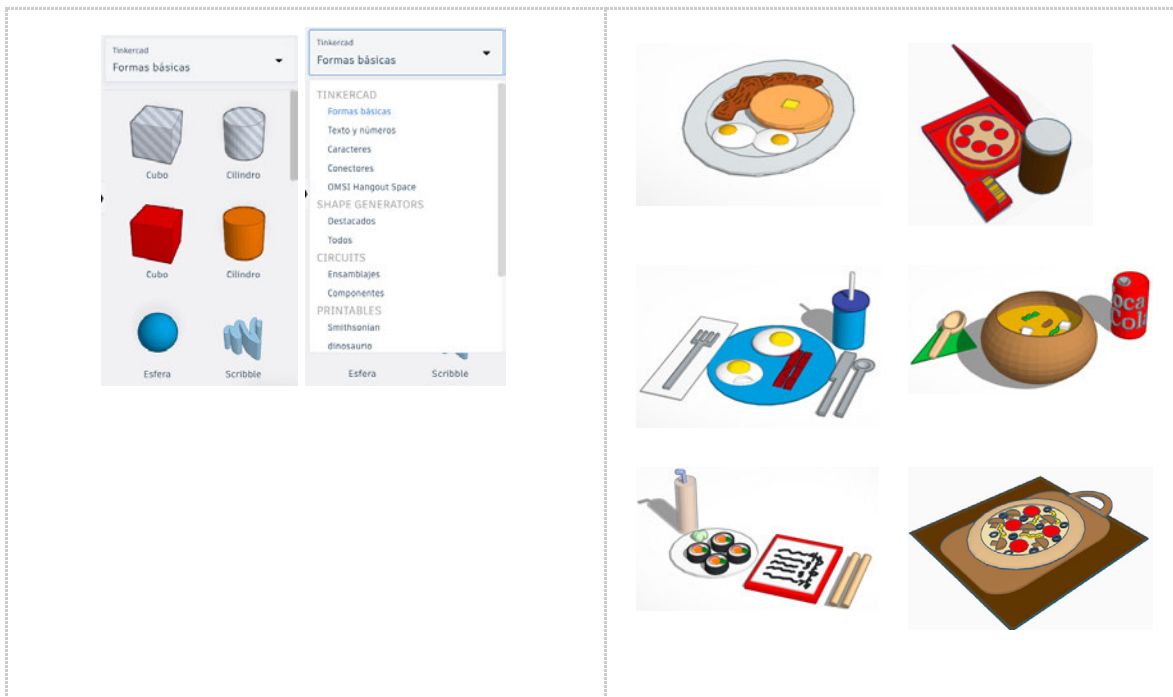 Tinkercad
Formas básicas
Cubo
Cilindro
Cubo
Cilindro
Esfera
Scribble
Tinkercad
Formas básicas
TINKERCAD
Formas básicas
Texto y números
Caracteres
Conectores
OMSI Hangout Space
SHAPE GENERATORS
Destacados
Todos
CIRCUITS
Ensamblajes
Componentes
PRINTABLES
Smithsonian
dinosaurio
Esfera
Scribble
oca
Cola